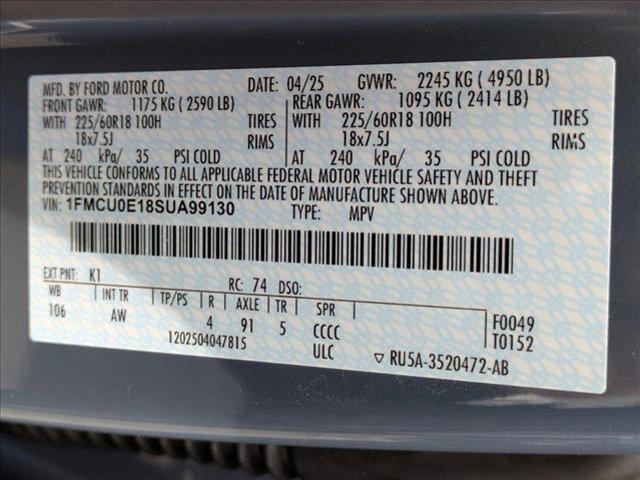 MFD. BY FORD MOTOR CO. DATE: 04/25 GVWR: 2245 KG ( 4950 LB)
FRONT GAWR: 1175 KG ( 2590 LB) REAR GAWR: 1095 KG ( 2414 LB)
WITH 225/60R18 100H TIRES WITH 225/60R18 100H TIRES
18x7.5J RIMS 18x7.5J RIMS
AT 240 kPa/ 35 PSI COLD AT 240 kPa/ 35 PSI COLD
THIS VEHICLE CONFORMS TO ALL APPLICABLE FEDERAL MOTOR VEHICLE SAFETY AND THEFT
PREVENTION STANDARDS IN EFFECT ON THE DATE OF MANUFACTURE SHOWN ABOVE.
VIN: 1FMCU0E18SUA99130 TYPE: MPV
EXT PNT: K1 RC: 74 DSO:
WB INT TR TP/PS R AXLE TR SPR
106 AW 4 91 5 CCCC F0049
1202504047815 ULC T0152
RU5A-3520472-AB